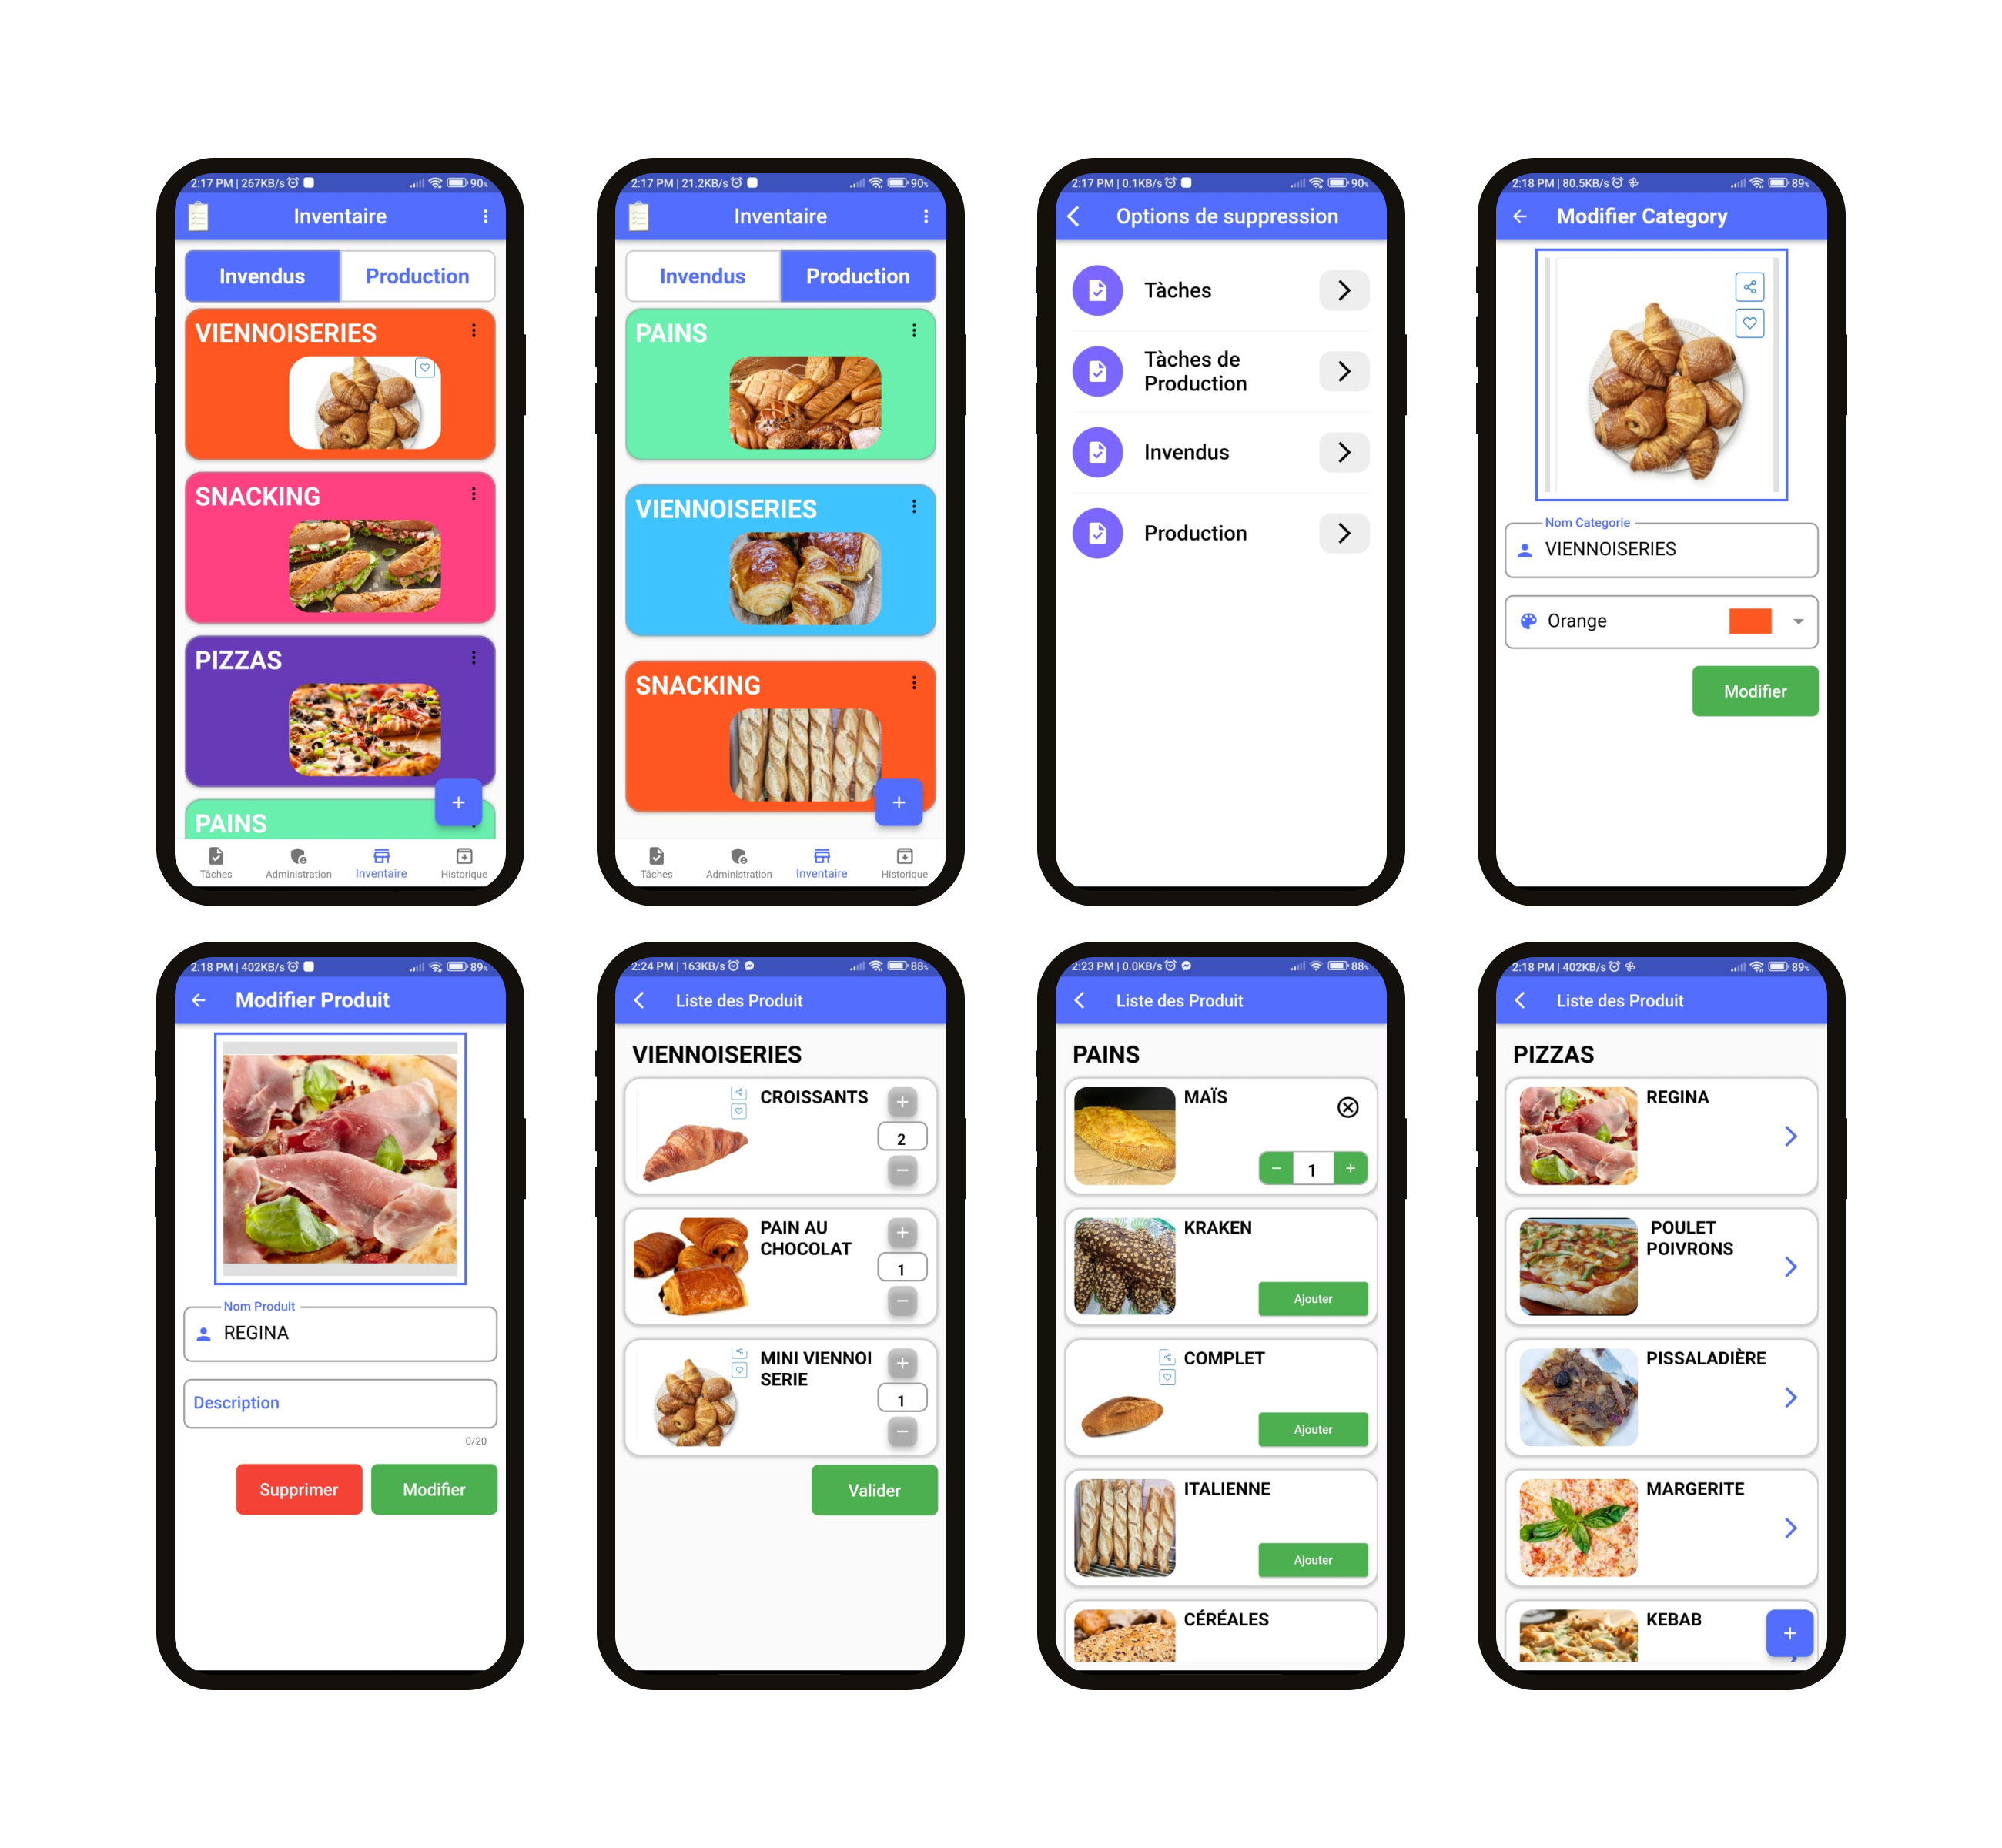 2:17 PM | 267KB/s
90%
Inventaire
Invendus
Production
VIENNOISERIES
SNACKING
PIZZAS
PAINS
Tâches
Administration
Inventaire
Historique
2:17 PM | 21.2KB/s
90%
Inventaire
Invendus
Production
PAINS
VIENNOISERIES
SNACKING
Tâches
Administration
Inventaire
Historique
2:17 PM | 0.1KB/s
90%
Options de suppression
Tàches
Tàches de
Production
Invendus
Production
2:18 PM | 80.5KB/s
89%
Modifier Category
Nom Categorie
VIENNOISERIES
Orange
Modifier
2:18 PM | 402KB/s
89%
Modifier Produit
Nom Produit
REGINA
Description
0/20
Supprimer
Modifier
2:24 PM | 163KB/s
88%
Liste des Produit
VIENNOISERIES
CROISSANTS
2
PAIN AU
CHOCOLAT
1
MINI VIENNOI
SERIE
1
Valider
2:23 PM | 0.0KB/s
88%
Liste des Produit
PAINS
MAÏS
1
KRAKEN
Ajouter
COMPLET
Ajouter
ITALIENNE
Ajouter
CÉRÉALES
2:18 PM | 402KB/s
89%
Liste des Produit
PIZZAS
REGINA
POULET
POIVRONS
PISSALADIÈRE
MARGERITE
KEBAB